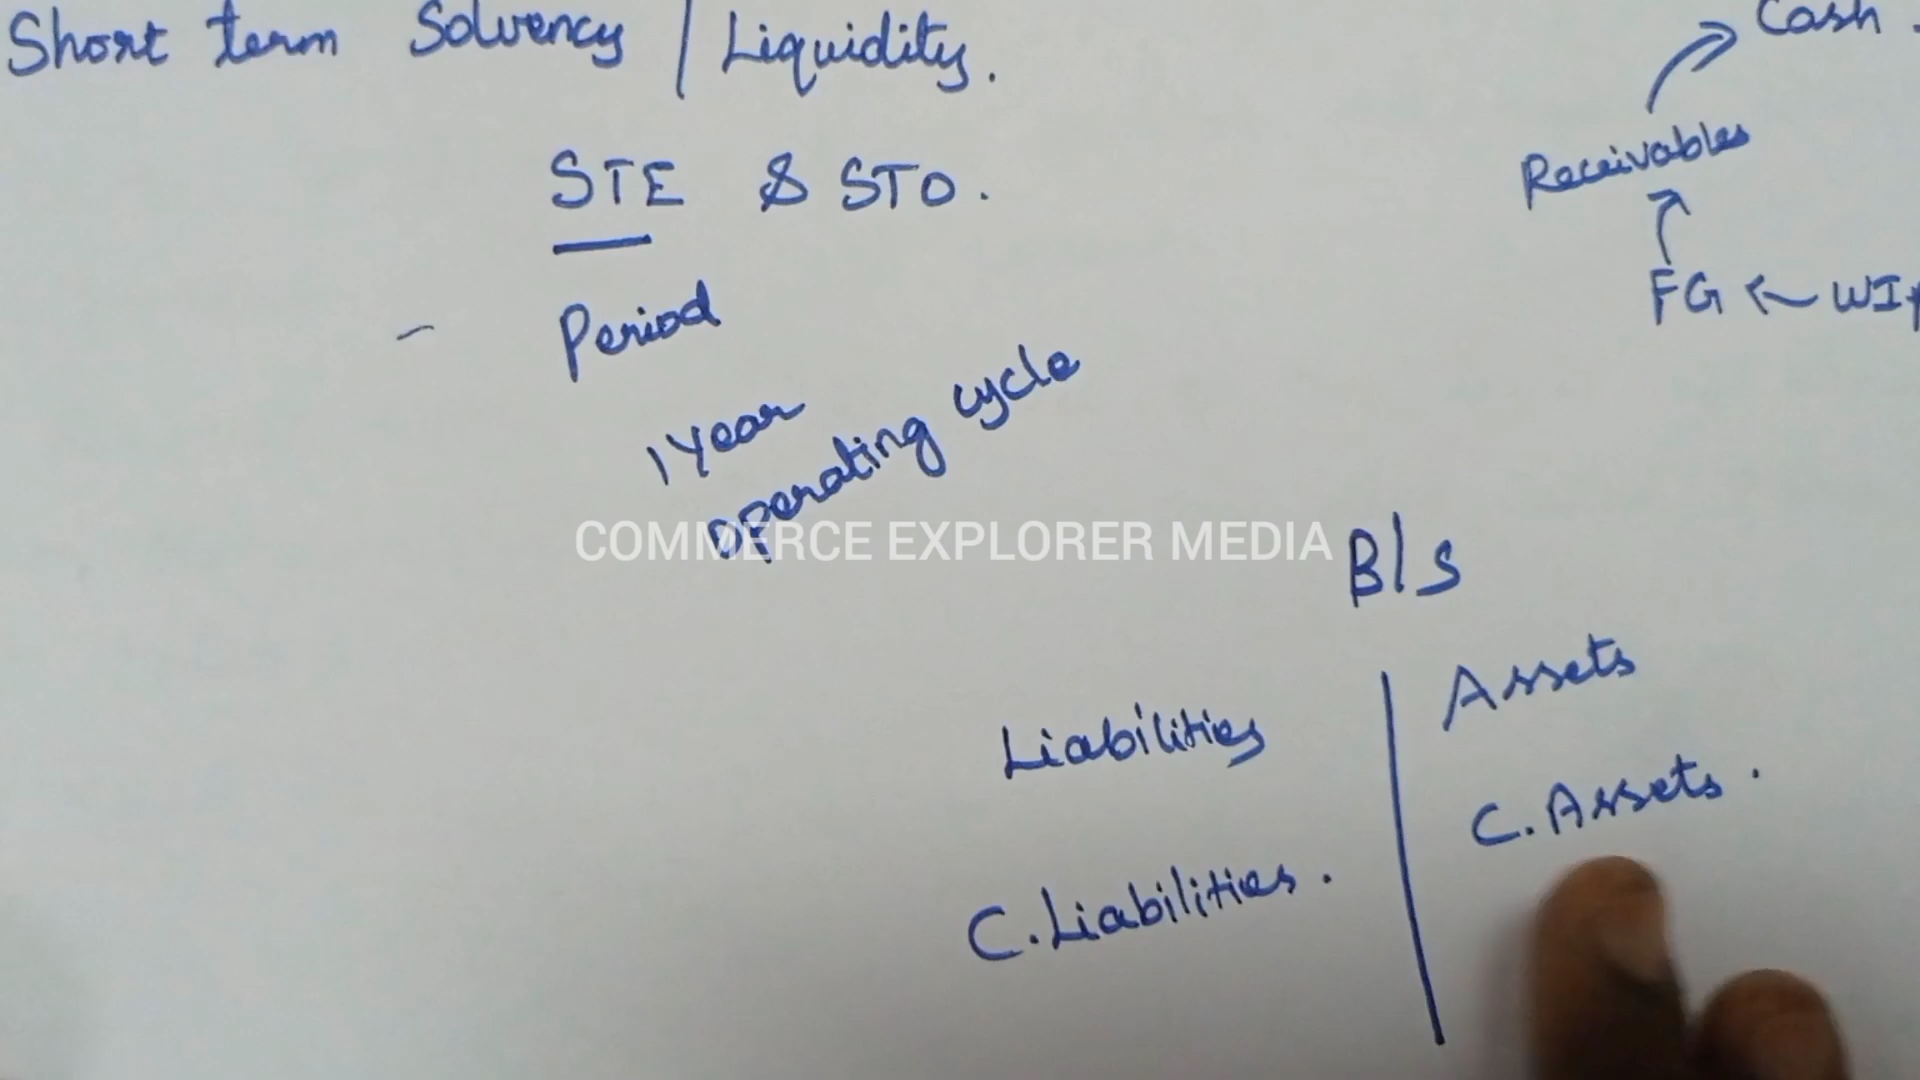 Short term Solvency / Liquidity.
Cash
STE & STO.
Receivables
Period
FG ← WIP
1 Year
operating cycle
COMMERCE EXPLORER MEDIA
B/S
Liabilities
Assets
C. Liabilities.
C. Assets.